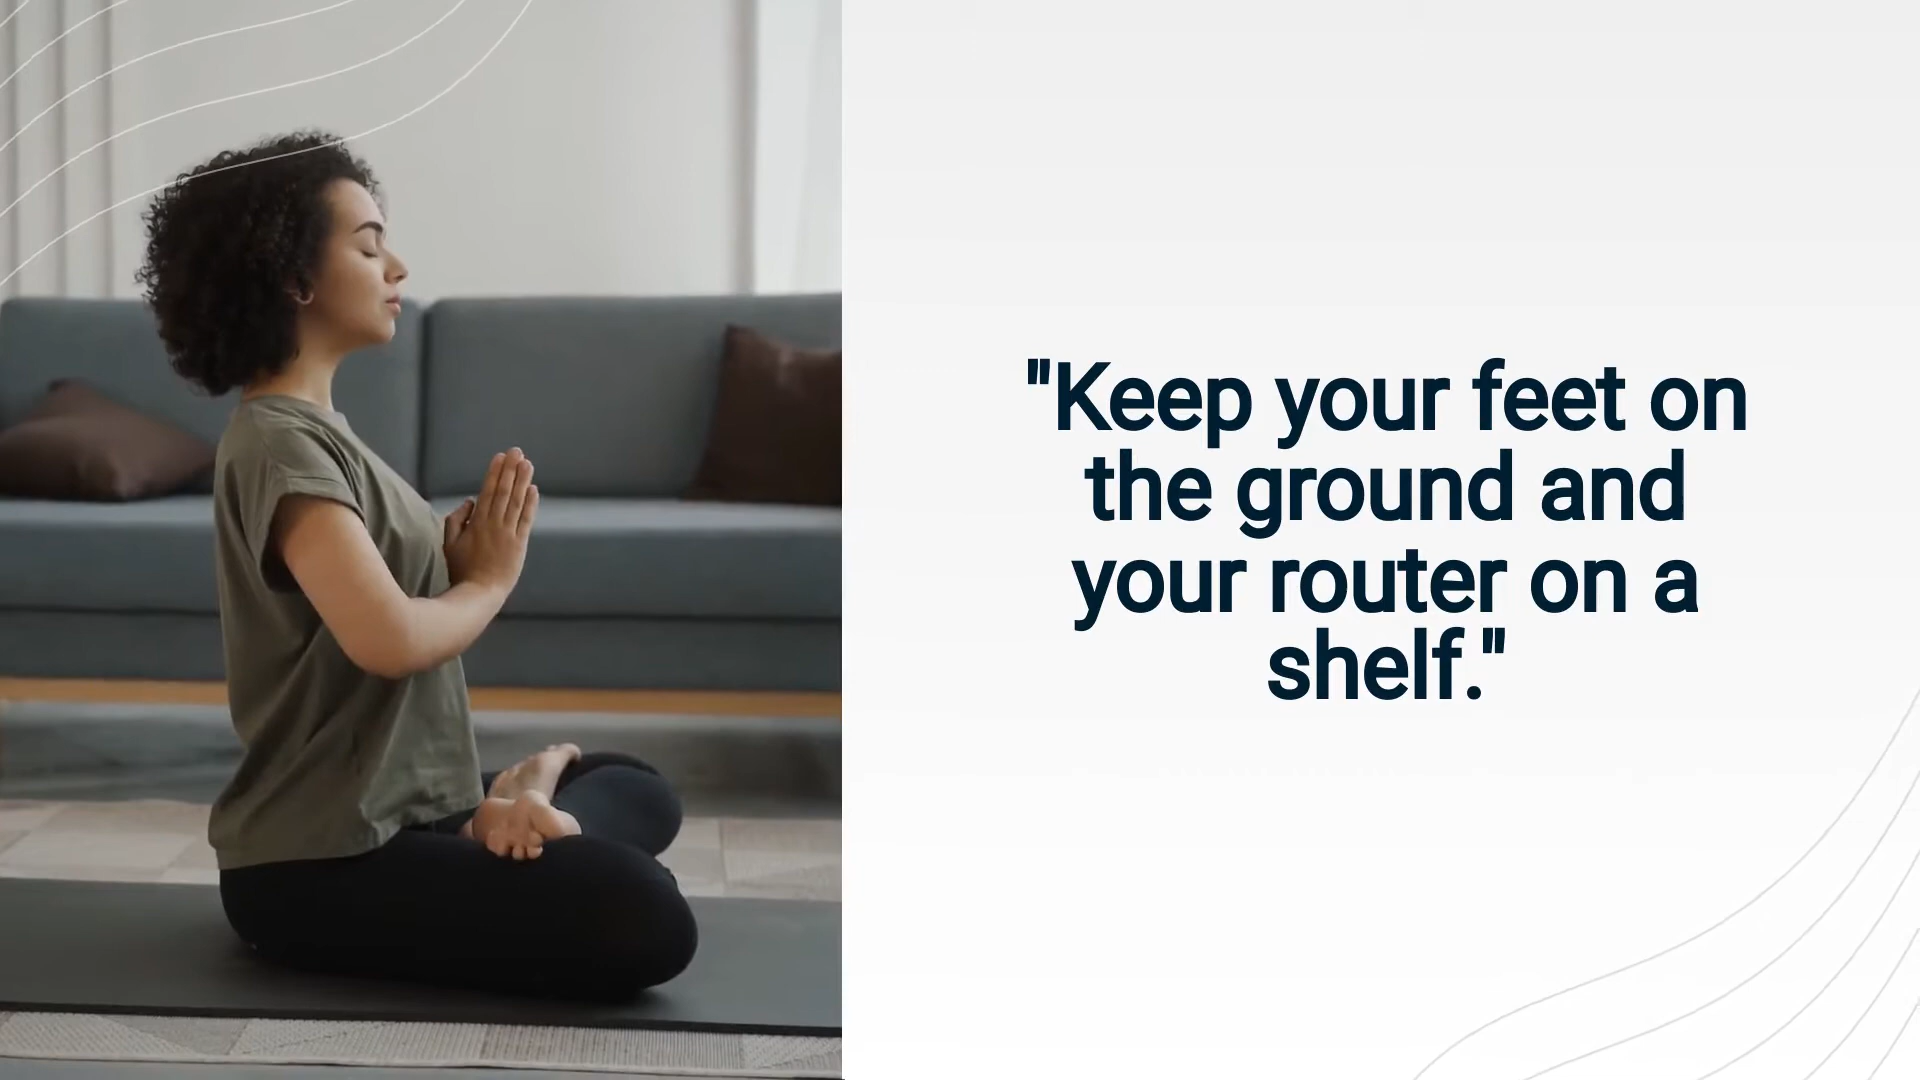 "Keep your feet on
the ground and
your router on a
shelf."